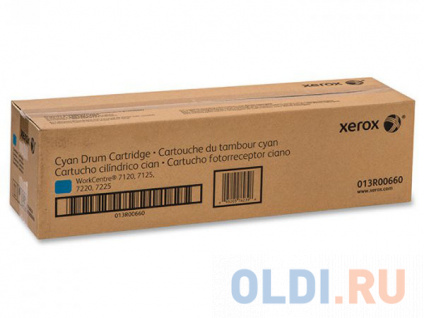 Cyan Drum Cartridge • Cartouche du tambour cyan
Cartucho cilíndrico cian • Cartucho fotorreceptor ciano
WorkCentre® 7120, 7125,
7220, 7225
013R00660
xerox
013R00660
www.xerox.com
OLDI.RU